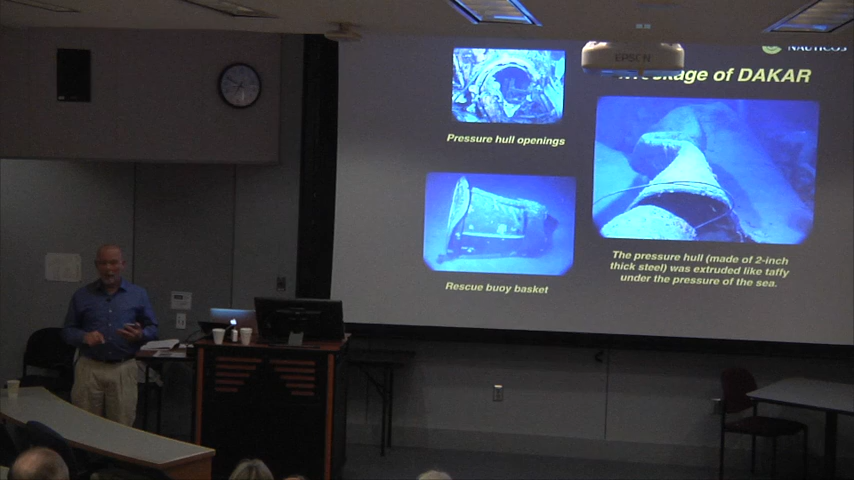 NAUTICOS
EPSON
of DAKAR
Pressure hull openings
Rescue buoy basket
The pressure hull (made of 2-inch
thick steel) was extruded like taffy
under the pressure of the sea.